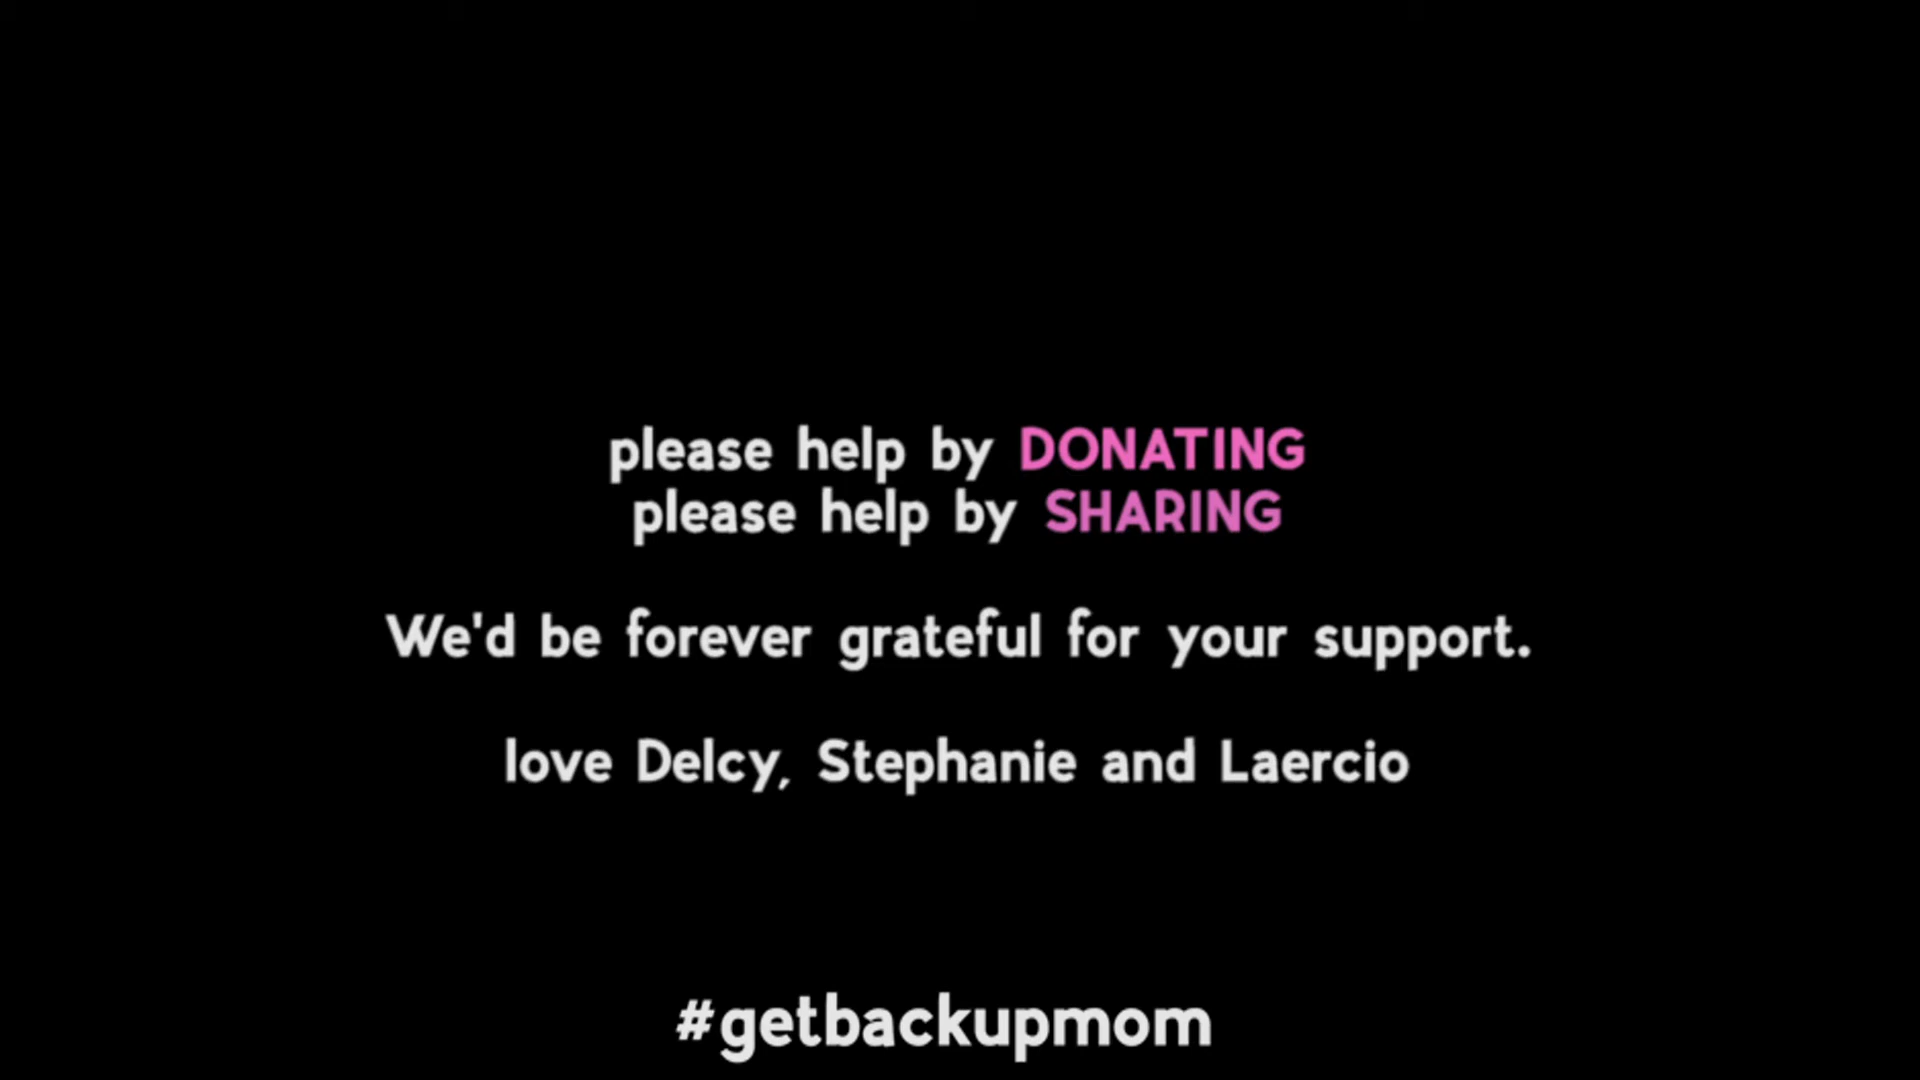 please help by DONATING
please help by SHARING
We'd be forever grateful for your support.
love Delcy, Stephanie and Laercio
#getbackupmom